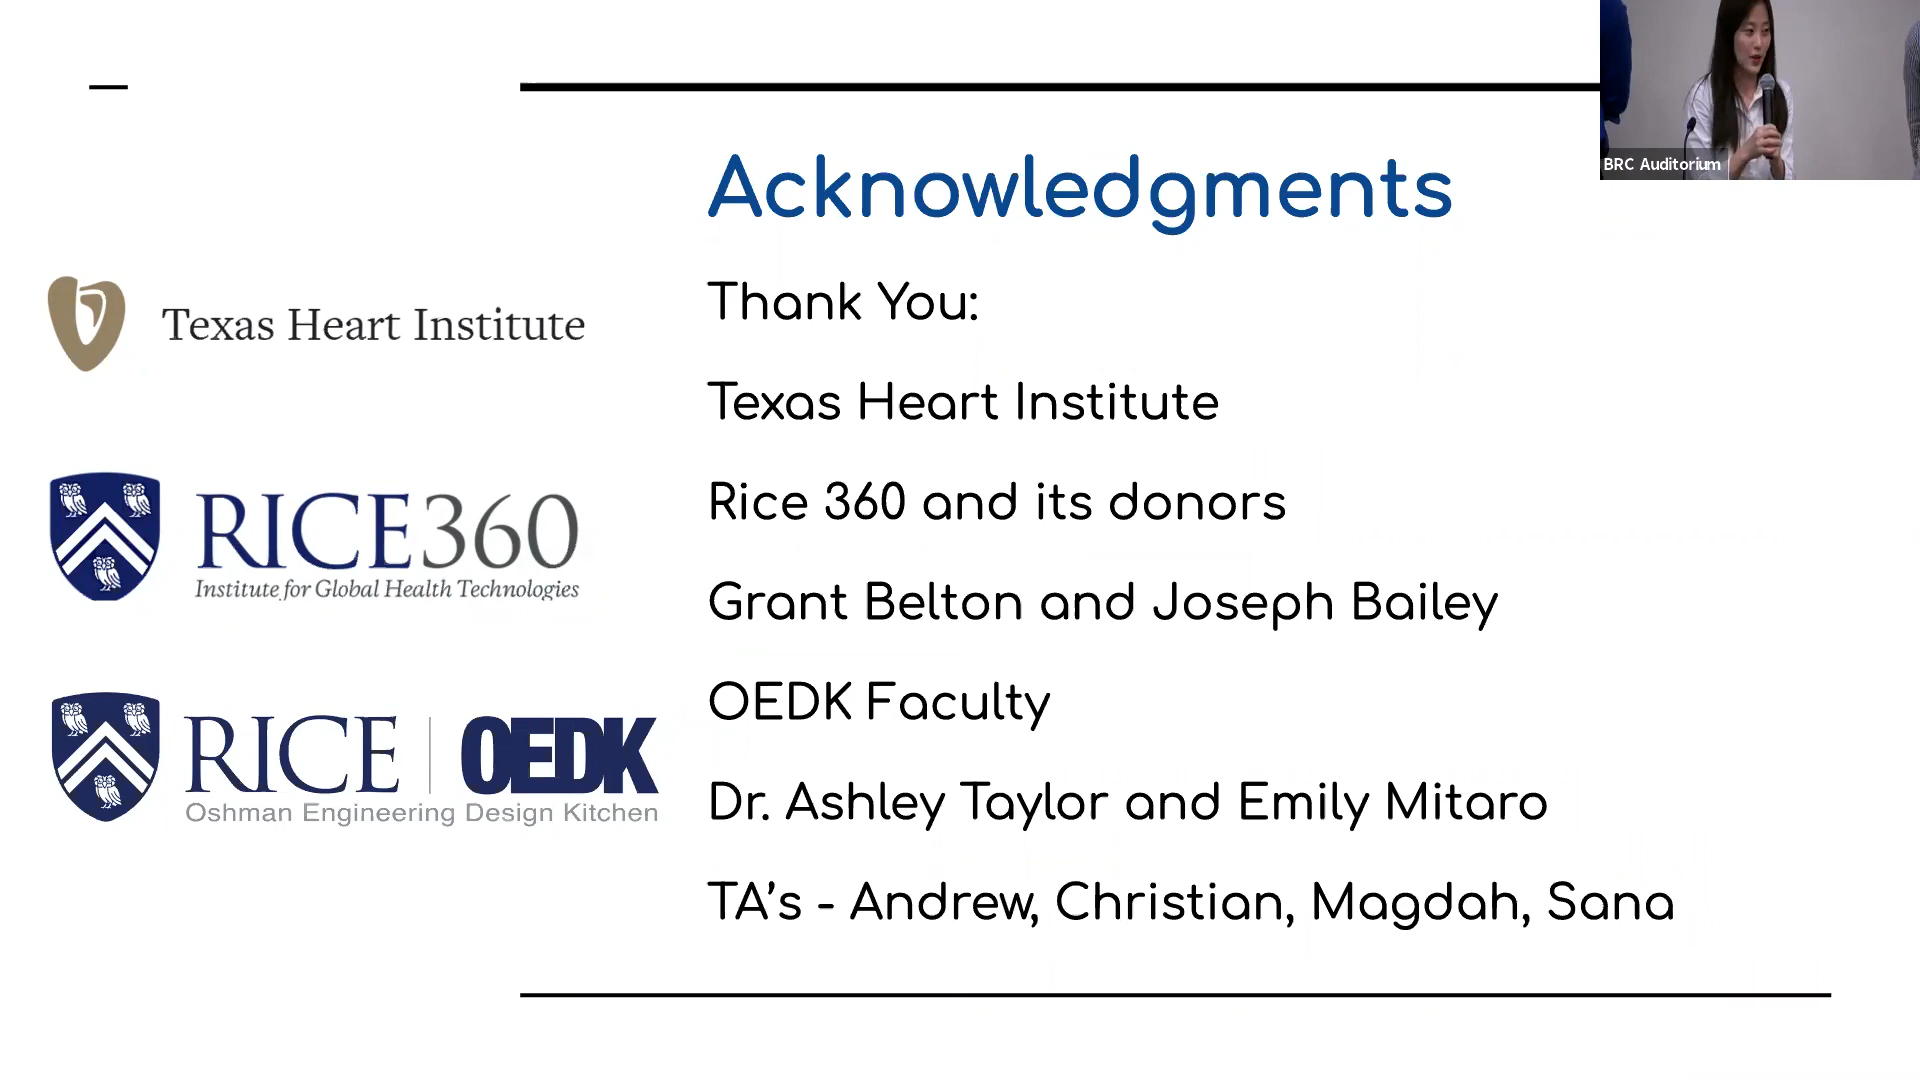 Acknowledgments
Thank You:
Texas Heart Institute
Rice 360 and its donors
Grant Belton and Joseph Bailey
OEDK Faculty
Dr. Ashley Taylor and Emily Mitaro
TA’s - Andrew, Christian, Magdah, Sana
Texas Heart Institute
RICE360
Institute for Global Health Technologies
RICE | OEDK
Oshman Engineering Design Kitchen
BRC Auditorium